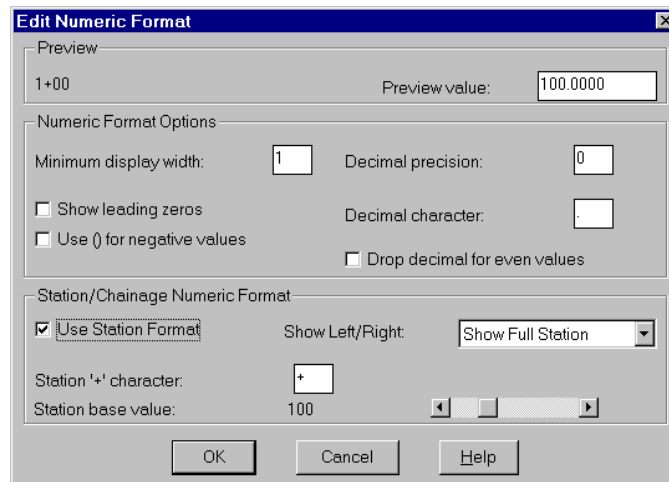 Edit Numeric Format
Preview
1+00 Preview value: 100.0000
Numeric Format Options
Minimum display width: 1 Decimal precision: 0
Show leading zeros Decimal character: .
Use () for negative values
Drop decimal for even values
Station/Chainage Numeric Format
Use Station Format Show Left/Right: Show Full Station
Station '+' character: +
Station base value: 100
OK Cancel Help